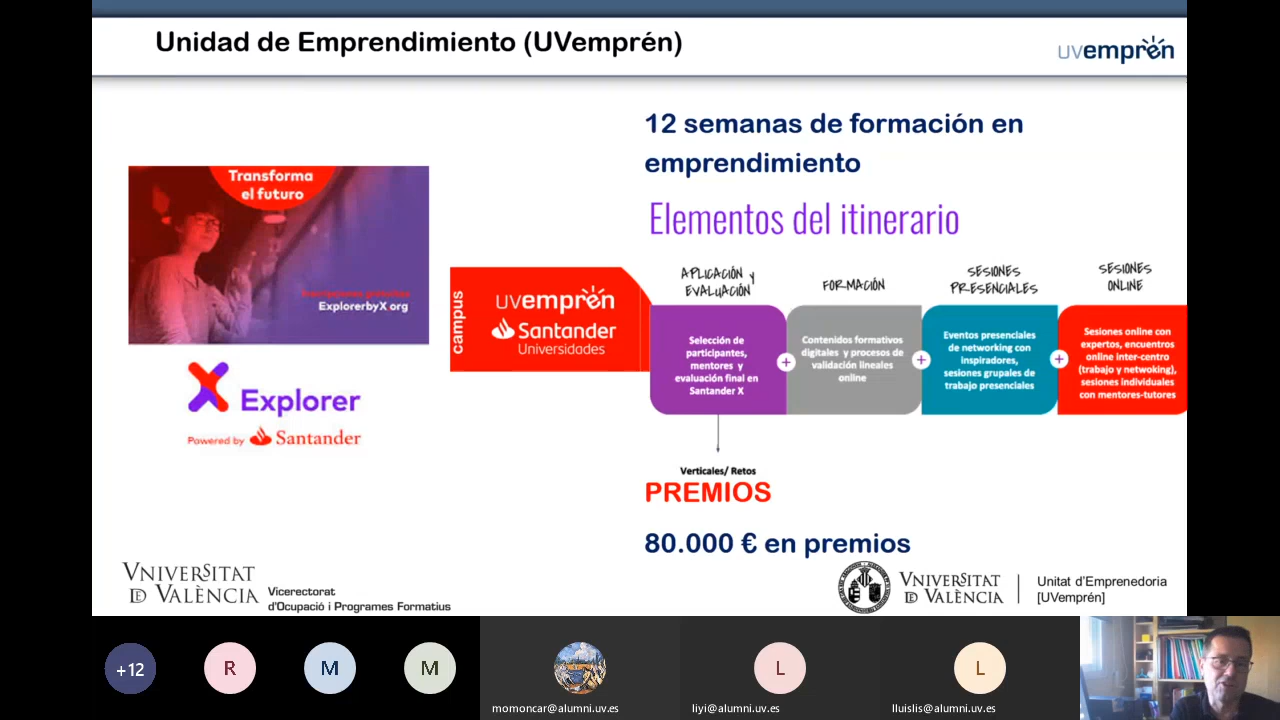 Unidad de Emprendimiento (UVemprén)
uvemprén
12 semanas de formación en
emprendimiento
Transforma
el futuro
Inscripciones gratuitas
ExplorerbyX.org
Elementos del itinerario
campus
uvemprén
Santander
Universidades
APLICACIÓN y
EVALUACIÓN
FORMACIÓN
SESIONES
PRESENCIALES
SESIONES
ONLINE
Selección de
participantes,
mentores y
evaluación final en
Santander X
+
Contenidos formativos
digitales y procesos de
validación lineales
online
+
Eventos presenciales
de networking con
inspiradores,
sesiones grupales de
trabajo presenciales
+
Sesiones online con
expertos, encuentros
online inter-centro
(trabajo y netwoking),
sesiones individuales
con mentores-tutores
X Explorer
Powered by Santander
Verticales/ Retos
PREMIOS
80.000 € en premios
VNIVERSITAT
DE VALÈNCIA
Vicerectorat
d'Ocupació i Programes Formatius
VNIVERSITAT
DE VALÈNCIA
Unitat d'Emprenedoria
[UVemprén]
+12
R
M
M
L
L
momoncar@alumni.uv.es
liyi@alumni.uv.es
lluislis@alumni.uv.es